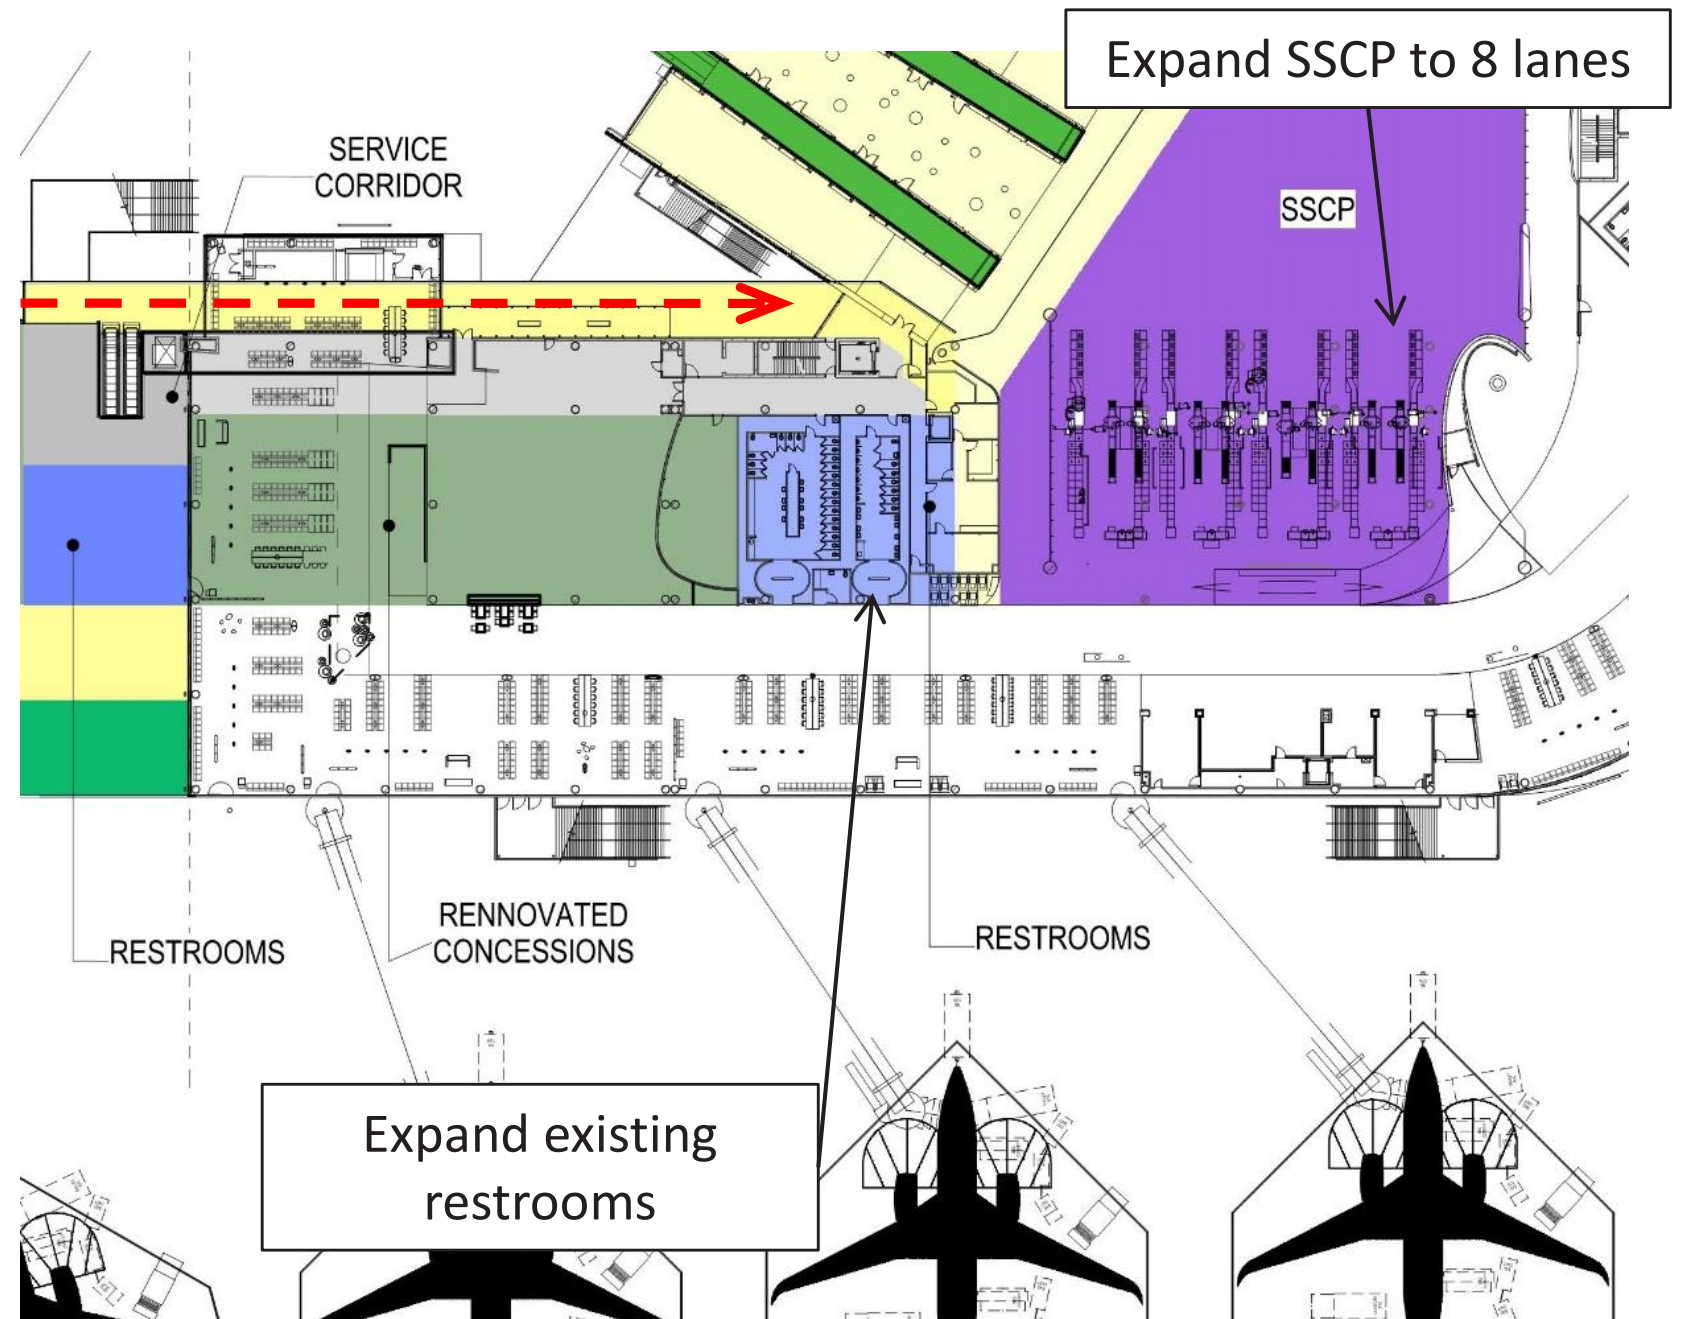 Expand SSCP to 8 lanes
SERVICE
CORRIDOR
SSCP
RENNOVATED
CONCESSIONS
RESTROOMS
RESTROOMS
Expand existing
restrooms